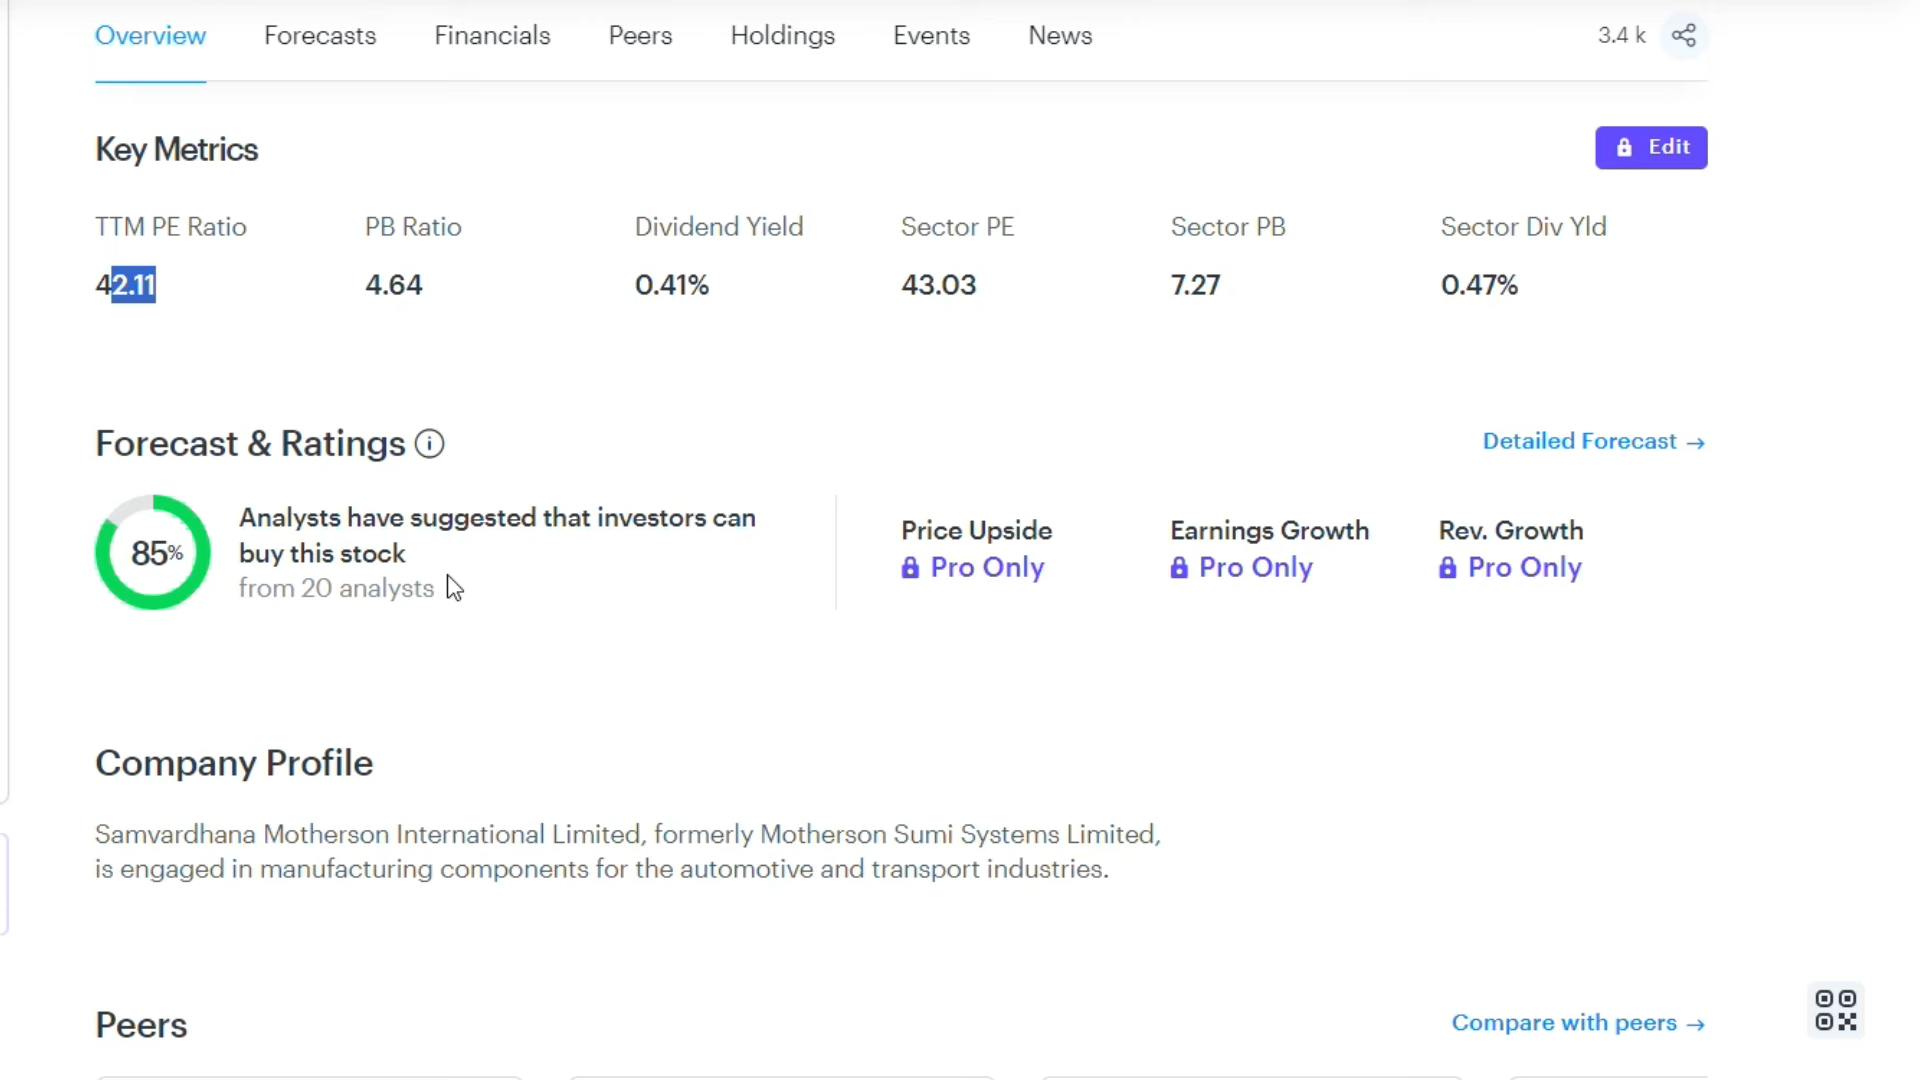 Overview Forecasts Financials Peers Holdings Events News 3.4 k
Key Metrics Edit
TTM PE Ratio PB Ratio Dividend Yield Sector PE Sector PB Sector Div Yld
42.11 4.64 0.41% 43.03 7.27 0.47%
Forecast & Ratings Detailed Forecast →
85%
Analysts have suggested that investors can
buy this stock
from 20 analysts
Price Upside Earnings Growth Rev. Growth
Pro Only Pro Only Pro Only
Company Profile
Samvardhana Motherson International Limited, formerly Motherson Sumi Systems Limited,
is engaged in manufacturing components for the automotive and transport industries.
Peers Compare with peers →